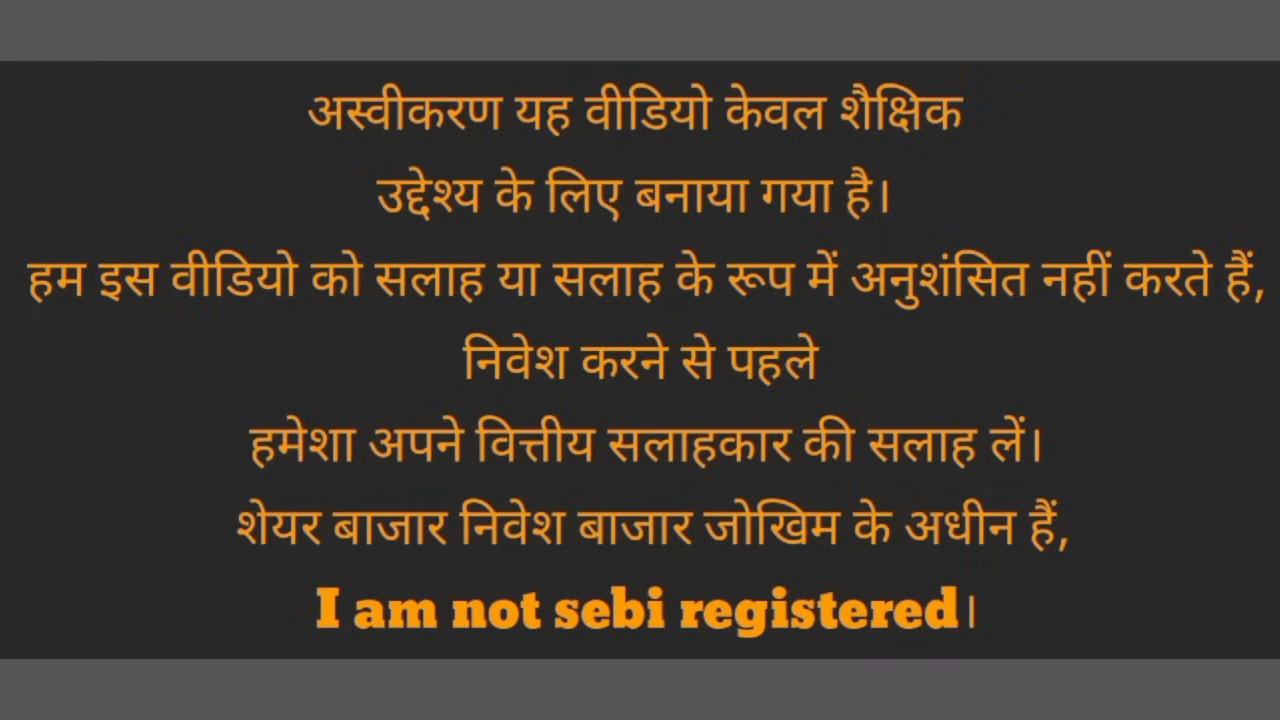 अस्वीकरण यह वीडियो केवल शैक्षिक
उद्देश्य के लिए बनाया गया है।
हम इस वीडियो को सलाह या सलाह के रूप में अनुशंसित नहीं करते हैं,
निवेश करने से पहले
हमेशा अपने वित्तीय सलाहकार की सलाह लें।
शेयर बाजार निवेश बाजार जोखिम के अधीन हैं,
I am not sebi registered।